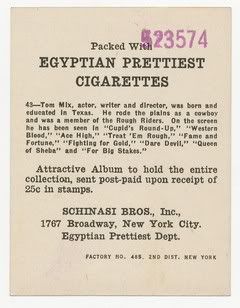 523574
Packed With
EGYPTIAN PRETTIEST
CIGARETTES
43—Tom Mix, actor, writer and director, was born and
educated in Texas. He rode the plains as a cowboy
and was a member of the Rough Riders. On the screen
he has been seen in "Cupid's Round-Up," "Western
Blood," "Ace High," "Treat 'Em Rough," "Fame and
Fortune," "Fighting for Gold," "Dare Devil," "Queen
of Sheba" and "For Big Stakes."
Attractive Album to hold the entire
collection, sent post-paid upon receipt of
25c in stamps.
SCHINASI BROS., Inc.,
1767 Broadway, New York City.
Egyptian Prettiest Dept.
FACTORY NO. 485. 2ND DIST. NEW YORK